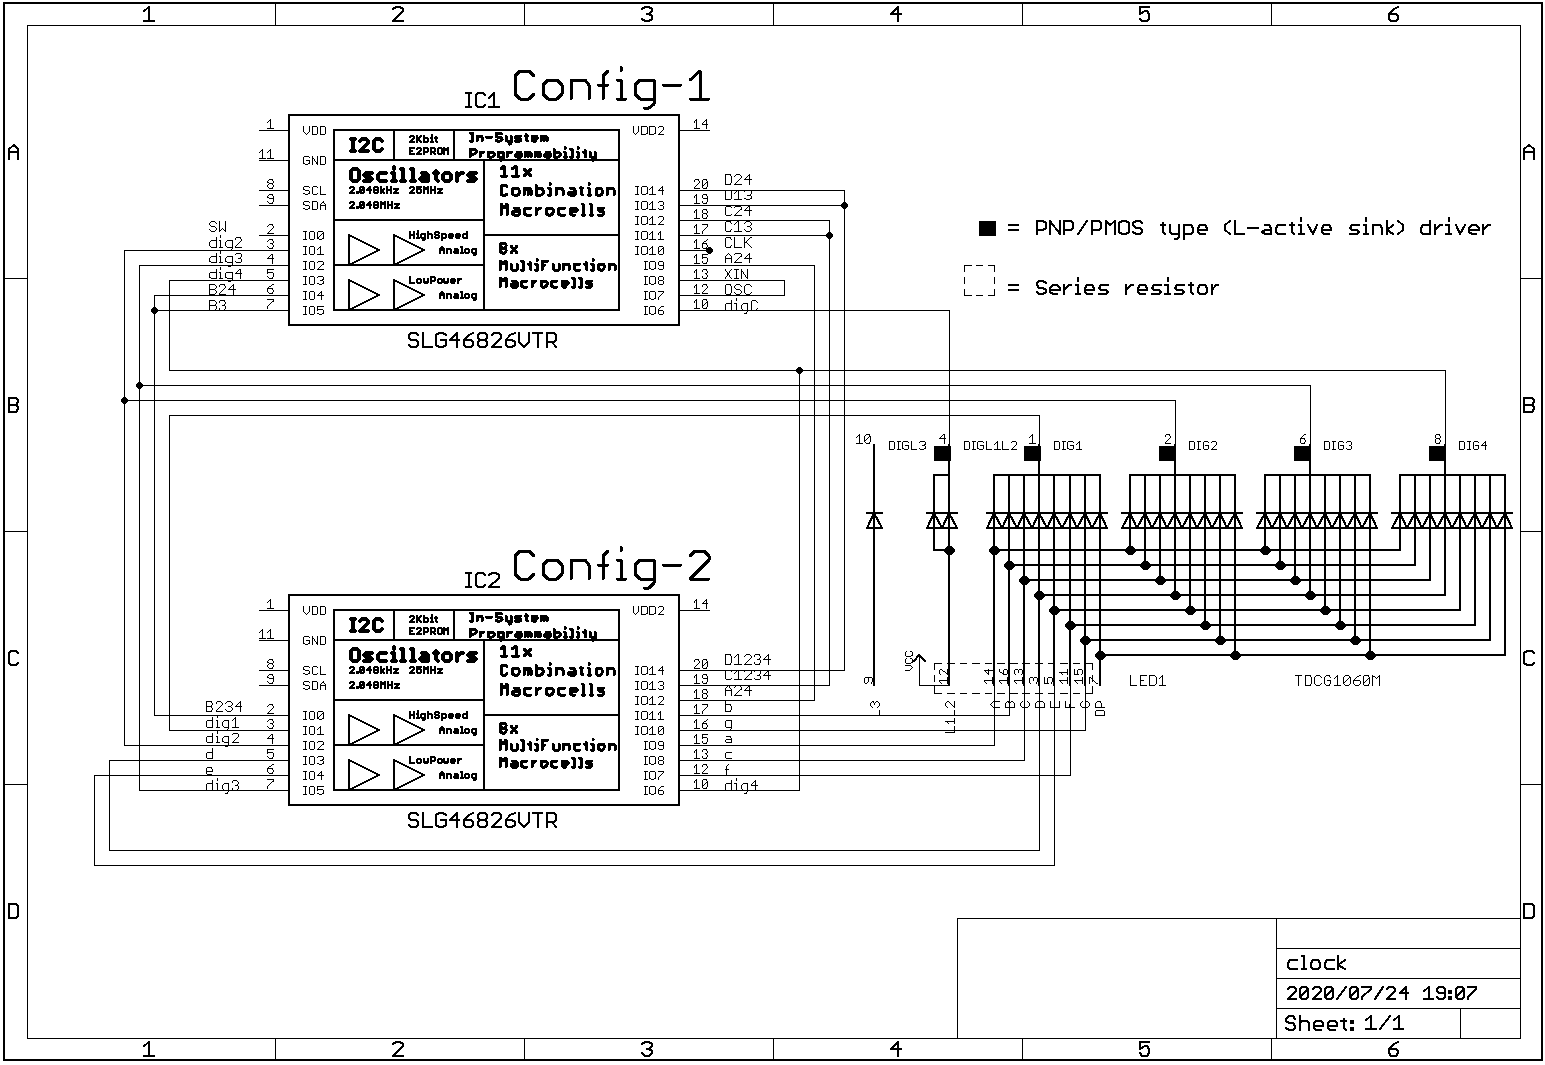 1 2 3 4 5 6
A A
B B
C C
D D
Config-1
IC1
1 VDD
11 GND
8 SCL
9 SDA
SW 2 IO0
dig2 3 IO1
dig3 4 IO2
dig4 5 IO3
B24 6 IO4
B3 7 IO5
I2C 2Kbit E2PROM In-System Programmability
Oscillators
2.048kHz 25MHz
2.048MHz
11x
Combination
Macrocells
HighSpeed
Analog
LowPower
Analog
8x
MultiFunction
Macrocells
VDD2 14
IO14 20 D24
IO13 19 D13
IO12 18 C24
IO11 17 C13
IO10 16 CLK
IO9 15 A24
IO8 13 XIN
IO7 12 OSC
IO6 10 digC
SLG46826VTR
= PNP/PMOS type (L-active sink) driver
= Series resistor
10 DIGL3 4 DIGL1L2 1 DIG1 2 DIG2 6 DIG3 8 DIG4
Config-2
IC2
1 VDD
11 GND
8 SCL
9 SDA
B234 2 IO0
dig1 3 IO1
dig2 4 IO2
d 5 IO3
e 6 IO4
dig3 7 IO5
I2C 2Kbit E2PROM In-System Programmability
Oscillators
2.048kHz 25MHz
2.048MHz
11x
Combination
Macrocells
HighSpeed
Analog
LowPower
Analog
8x
MultiFunction
Macrocells
VDD2 14
IO14 20 D1234
IO13 19 C1234
IO12 18 A24
IO11 17 b
IO10 16 g
IO9 15 a
IO8 13 c
IO7 12 f
IO6 10 dig4
SLG46826VTR
VCC
9 12 14 16 13 3 5 11 15 7
_3 L1_2 A B C D E F G DP
LED1 TDCG1060M
clock
2020/07/24 19:07
Sheet: 1/1
1 2 3 4 5 6